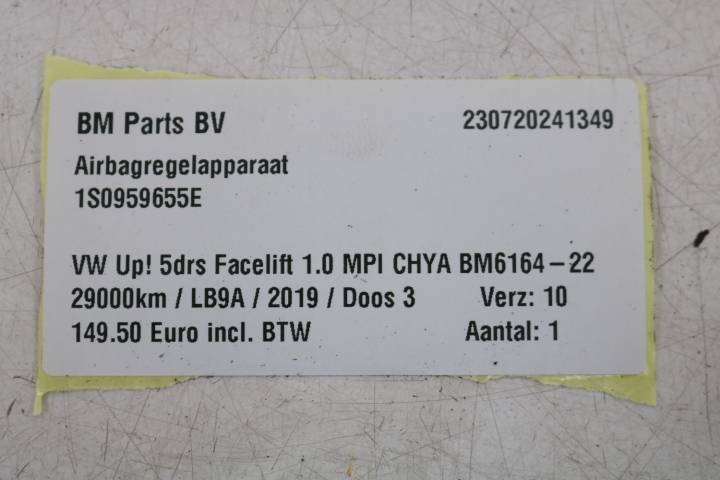 BM Parts BV 230720241349
Airbagregelapparaat
1S0959655E
VW Up! 5drs Facelift 1.0 MPI CHYA BM6164-22
29000km / LB9A / 2019 / Doos 3 Verz: 10
149.50 Euro incl. BTW Aantal: 1